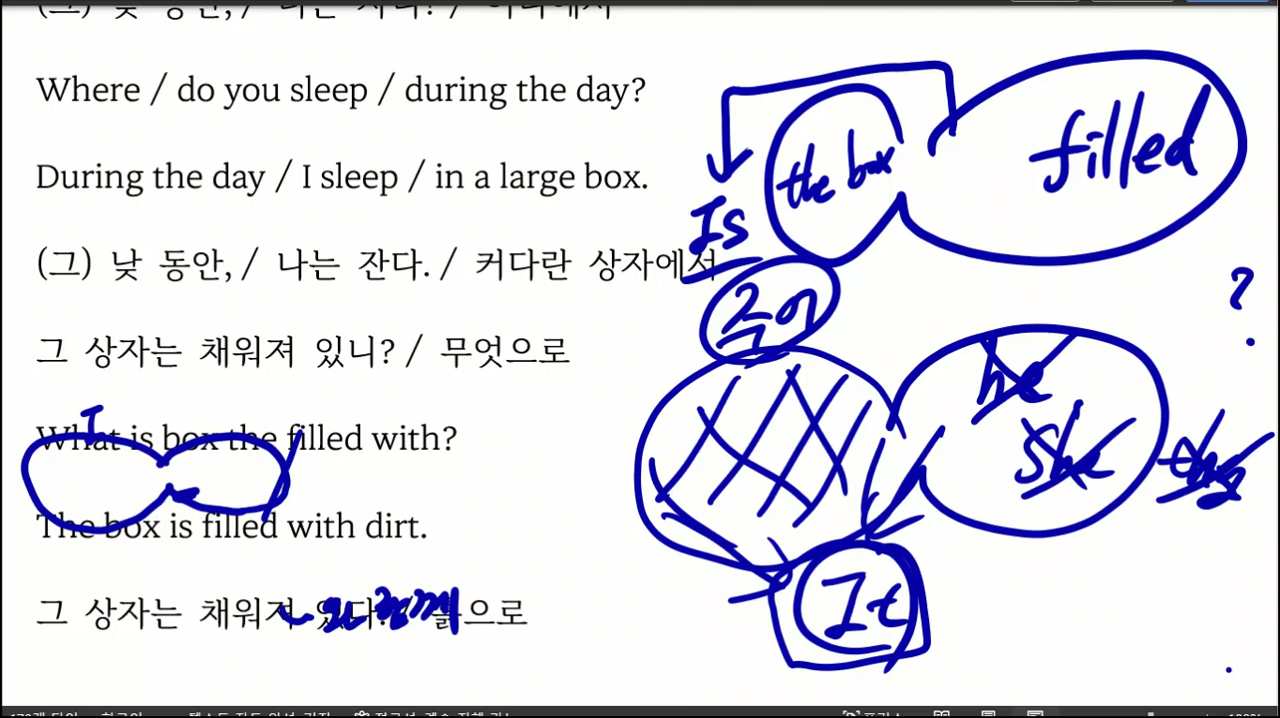 Where / do you sleep / during the day?
During the day / I sleep / in a large box.
(그) 낮 동안, / 나는 잔다. / 커다란 상자에서
그 상자는 채워져 있니? / 무엇으로
What is box the filled with?
The box is filled with dirt.
그 상자는 채워져 있다. / 흙으로
Is the box filled
?
주어
he
She
It
I